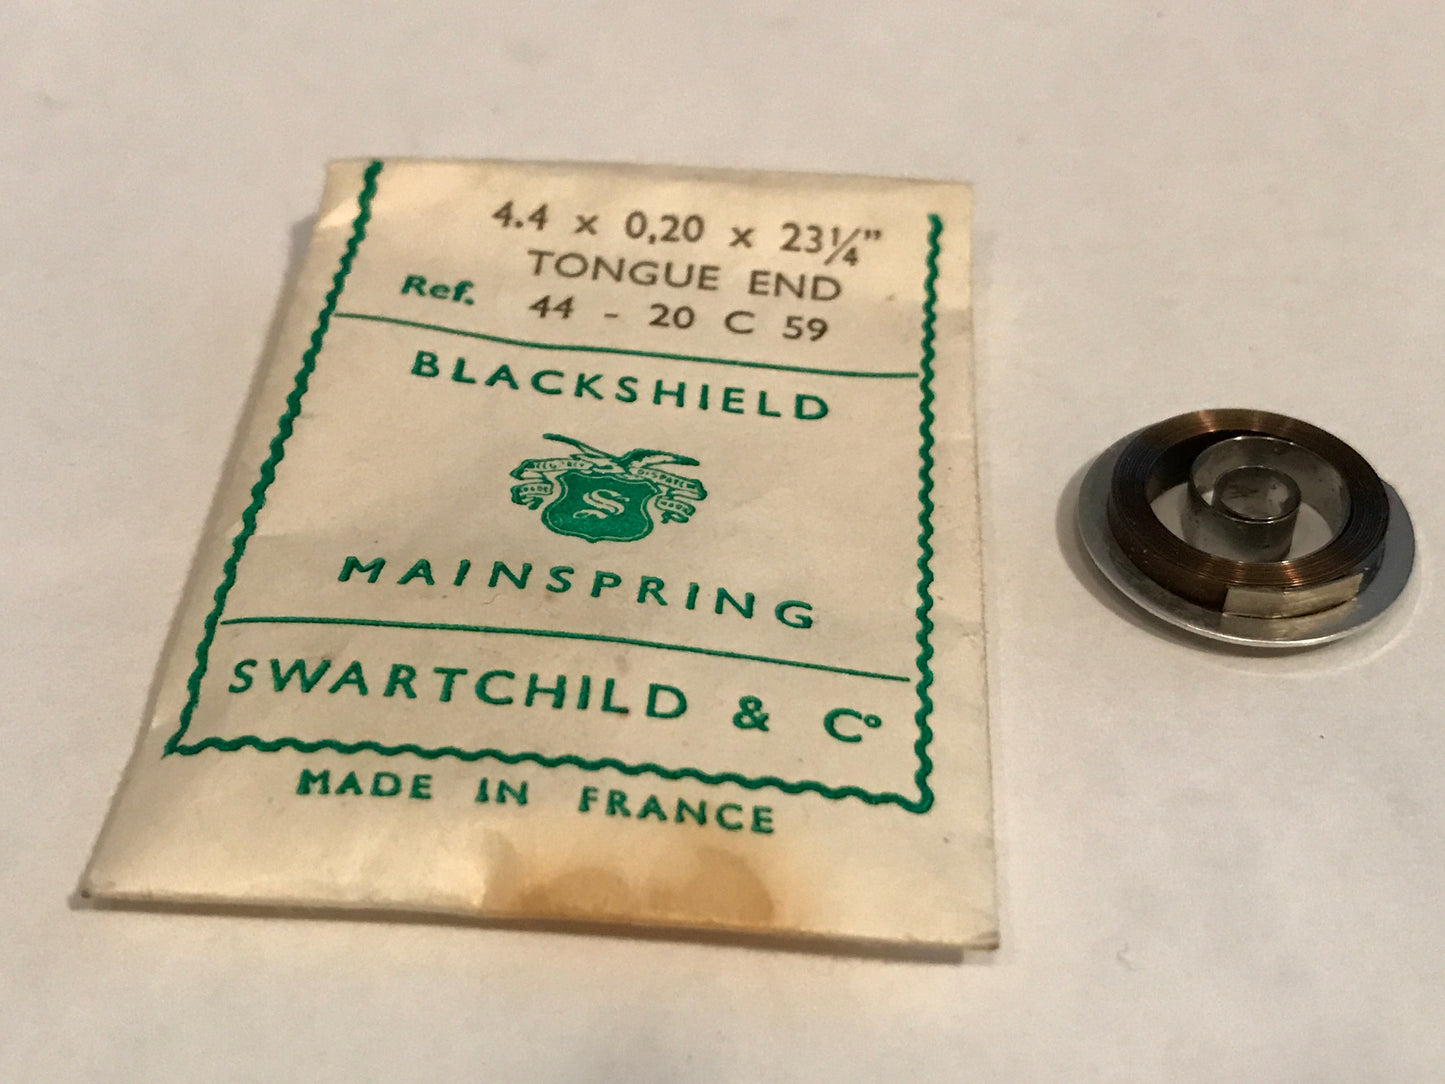 4.4 x 0,20 x 23¼"
TONGUE END
Ref. 44 - 20 C 59
BLACKSHIELD
S
MAINSPRING
SWARTCHILD & Cº
MADE IN FRANCE